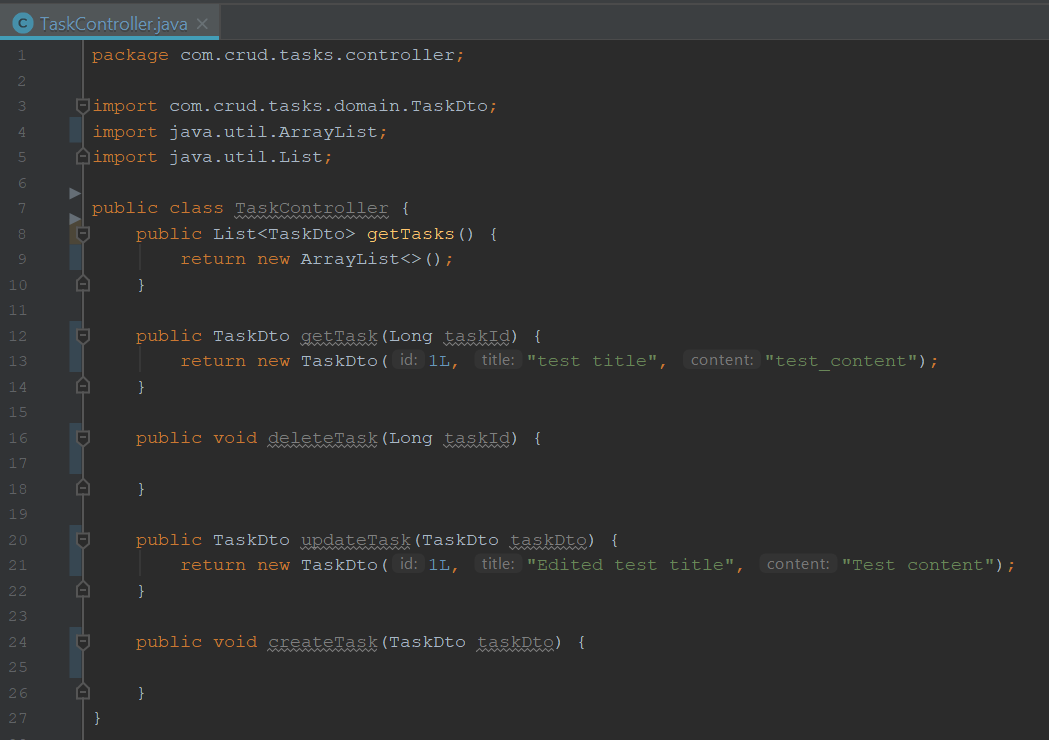 C TaskController.java ×
1 package com.crud.tasks.controller;
2
3 import com.crud.tasks.domain.TaskDto;
4 import java.util.ArrayList;
5 import java.util.List;
6
7 public class TaskController {
8     public List<TaskDto> getTasks() {
9         return new ArrayList<>();
10     }
11
12     public TaskDto getTask(Long taskId) {
13         return new TaskDto( id: 1L, title: "test title", content: "test_content");
14     }
15
16     public void deleteTask(Long taskId) {
17
18     }
19
20     public TaskDto updateTask(TaskDto taskDto) {
21         return new TaskDto( id: 1L, title: "Edited test title", content: "Test content");
22     }
23
24     public void createTask(TaskDto taskDto) {
25
26     }
27 }